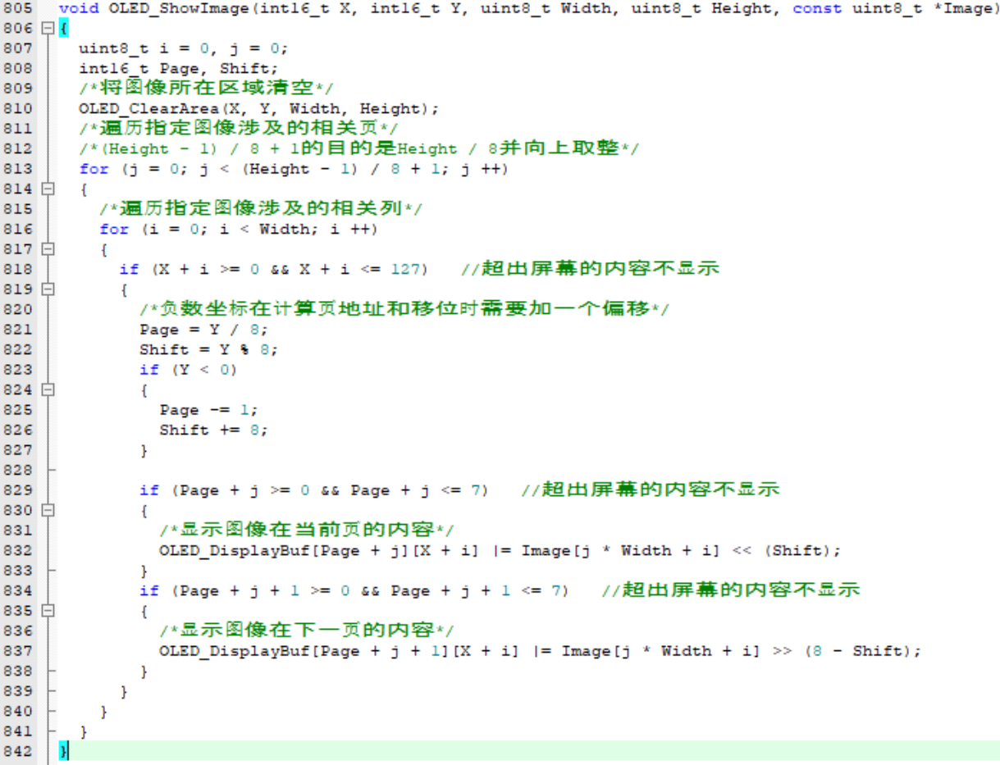 805 void OLED_ShowImage(int16_t X, int16_t Y, uint8_t Width, uint8_t Height, const uint8_t *Image)
806 {
807 uint8_t i = 0, j = 0;
808 int16_t Page, Shift;
809 /*将图像所在区域清空*/
810 OLED_ClearArea(X, Y, Width, Height);
811 /*遍历指定图像涉及的相关页*/
812 /*(Height - 1) / 8 + 1的目的是Height / 8并向上取整*/
813 for (j = 0; j < (Height - 1) / 8 + 1; j ++)
814 {
815 /*遍历指定图像涉及的相关列*/
816 for (i = 0; i < Width; i ++)
817 {
818 if (X + i >= 0 && X + i <= 127) //超出屏幕的内容不显示
819 {
820 /*负数坐标在计算页地址和移位时需要加一个偏移*/
821 Page = Y / 8;
822 Shift = Y % 8;
823 if (Y < 0)
824 {
825 Page -= 1;
826 Shift += 8;
827 }
828
829 if (Page + j >= 0 && Page + j <= 7) //超出屏幕的内容不显示
830 {
831 /*显示图像在当前页的内容*/
832 OLED_DisplayBuf[Page + j][X + i] |= Image[j * Width + i] << (Shift);
833 }
834 if (Page + j + 1 >= 0 && Page + j + 1 <= 7) //超出屏幕的内容不显示
835 {
836 /*显示图像在下一页的内容*/
837 OLED_DisplayBuf[Page + j + 1][X + i] |= Image[j * Width + i] >> (8 - Shift);
838 }
839 }
840 }
841 }
842 }